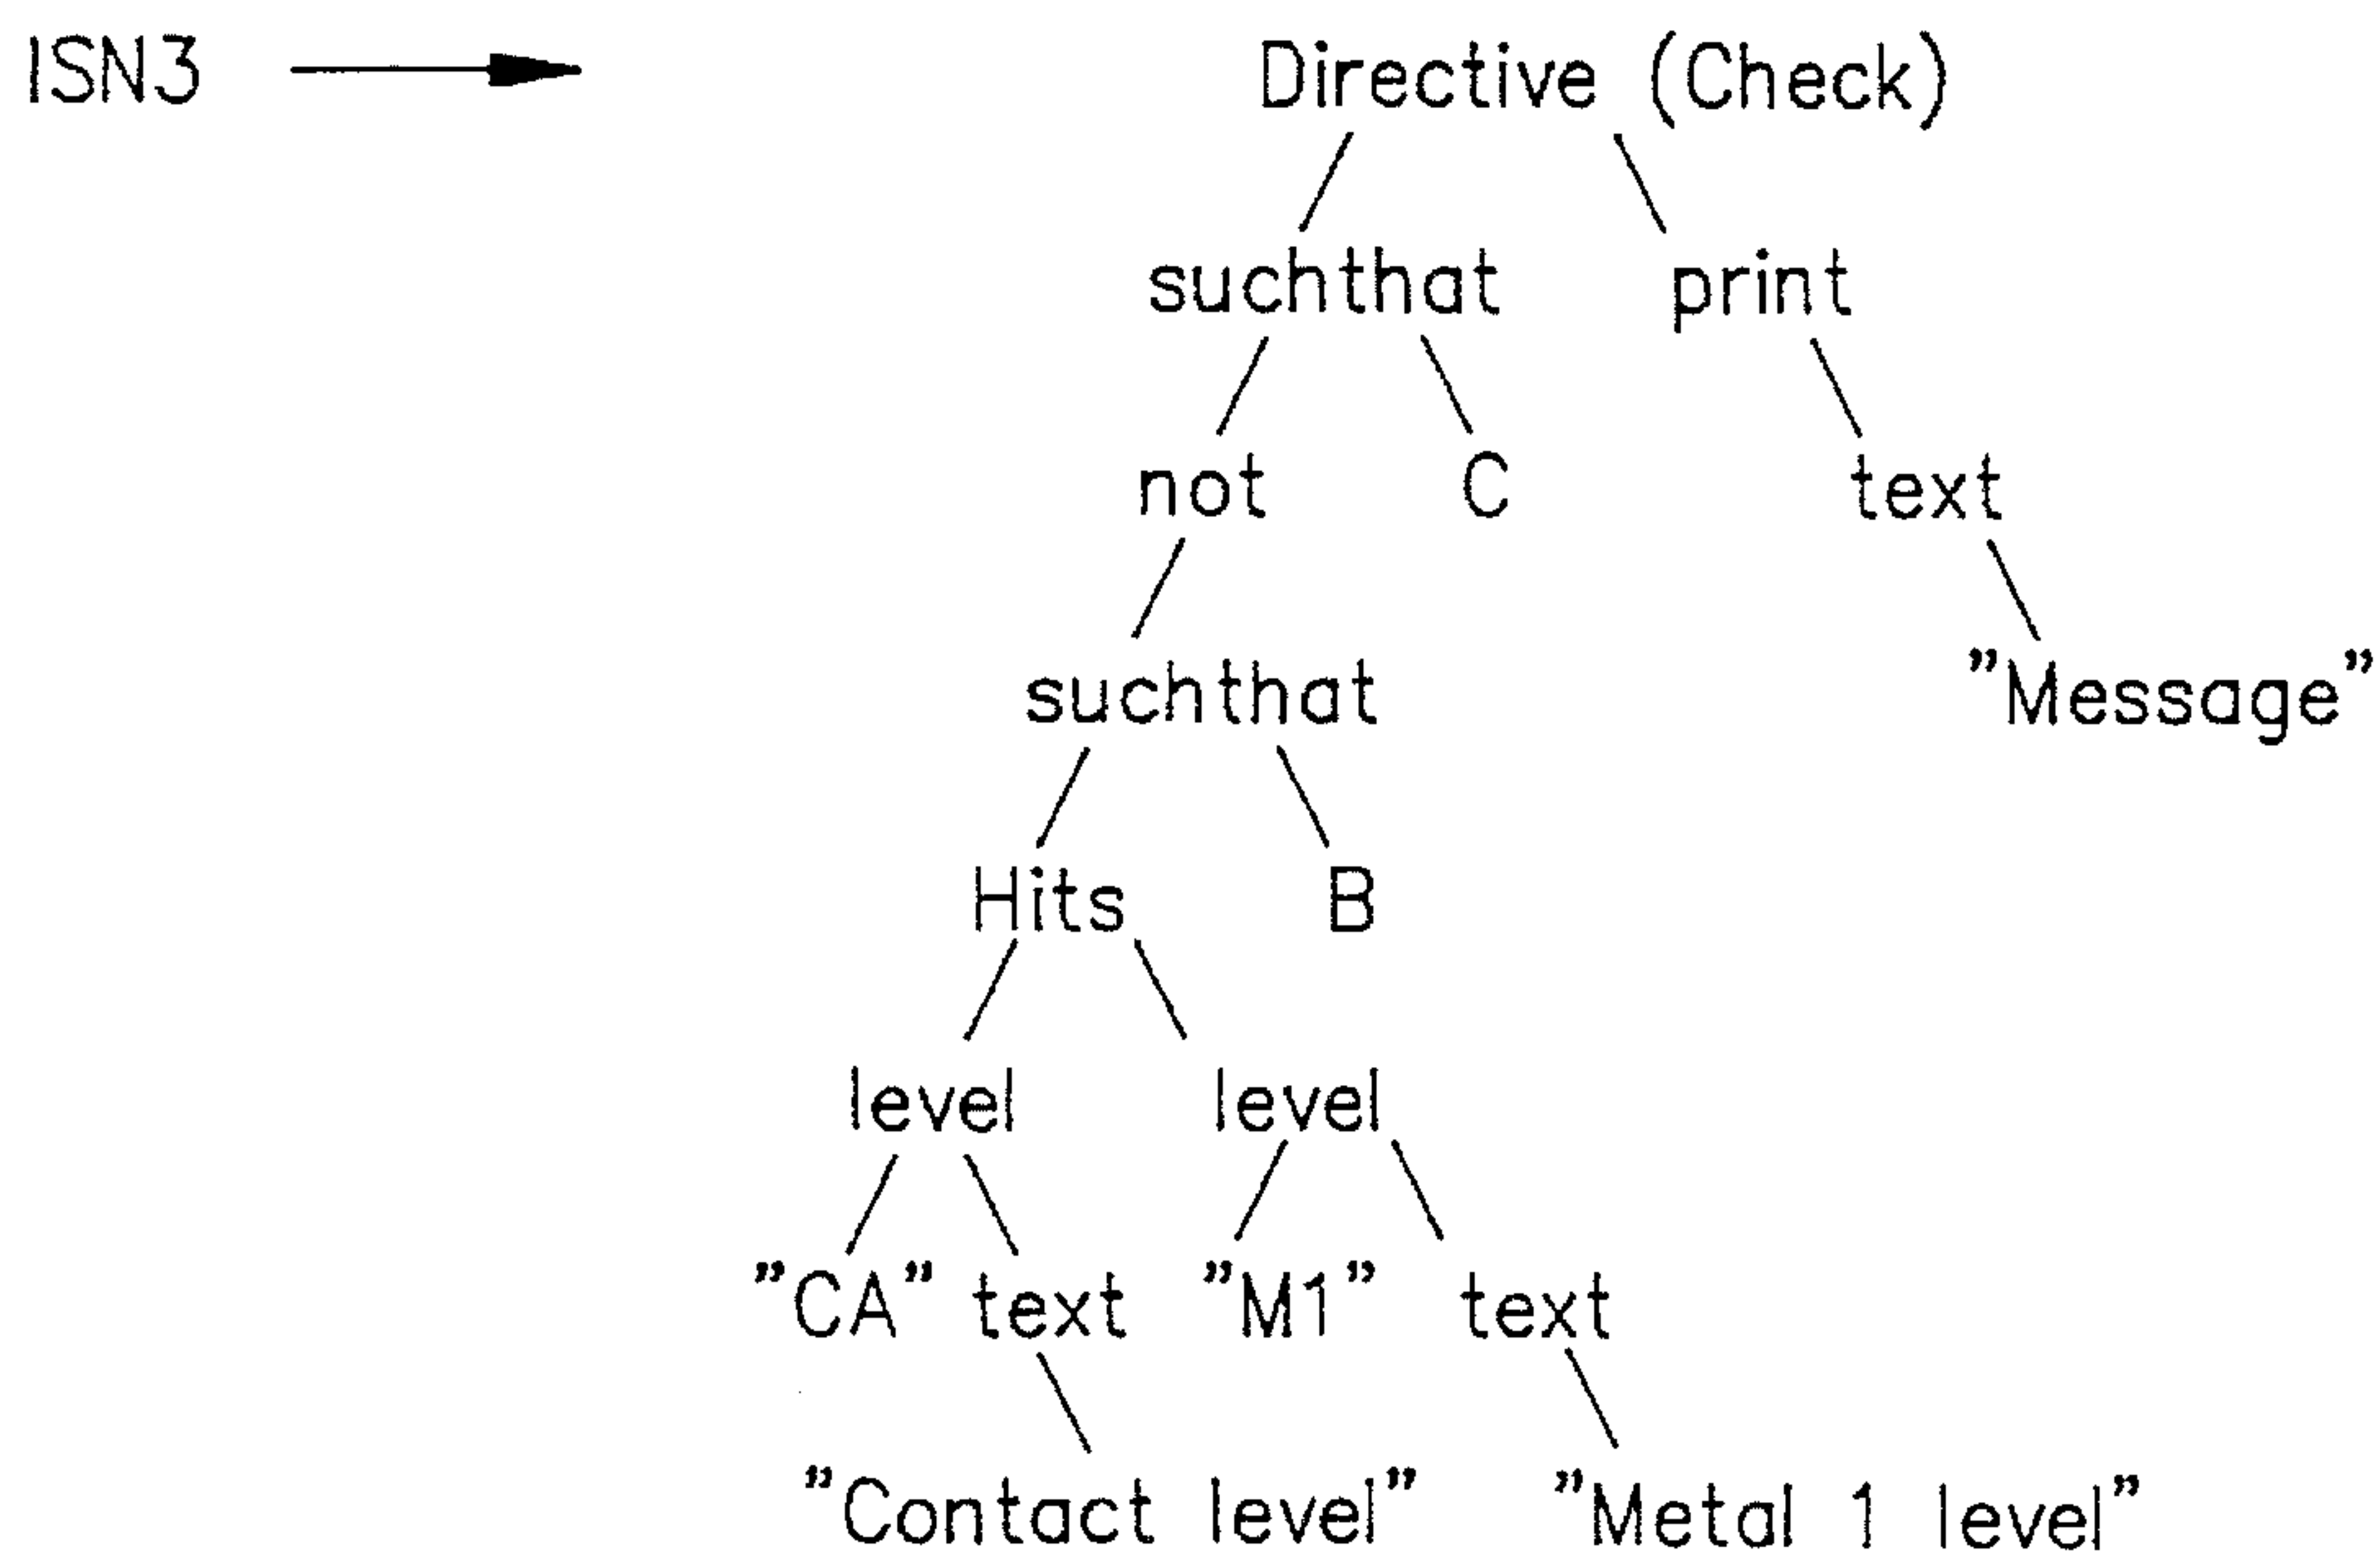 ISN3 Directive (Check)
suchthat print
not C text
suchthat ”Message”
Hits B
level level
”CA” text ”M1” text
”Contact level” ”Metal 1 level”